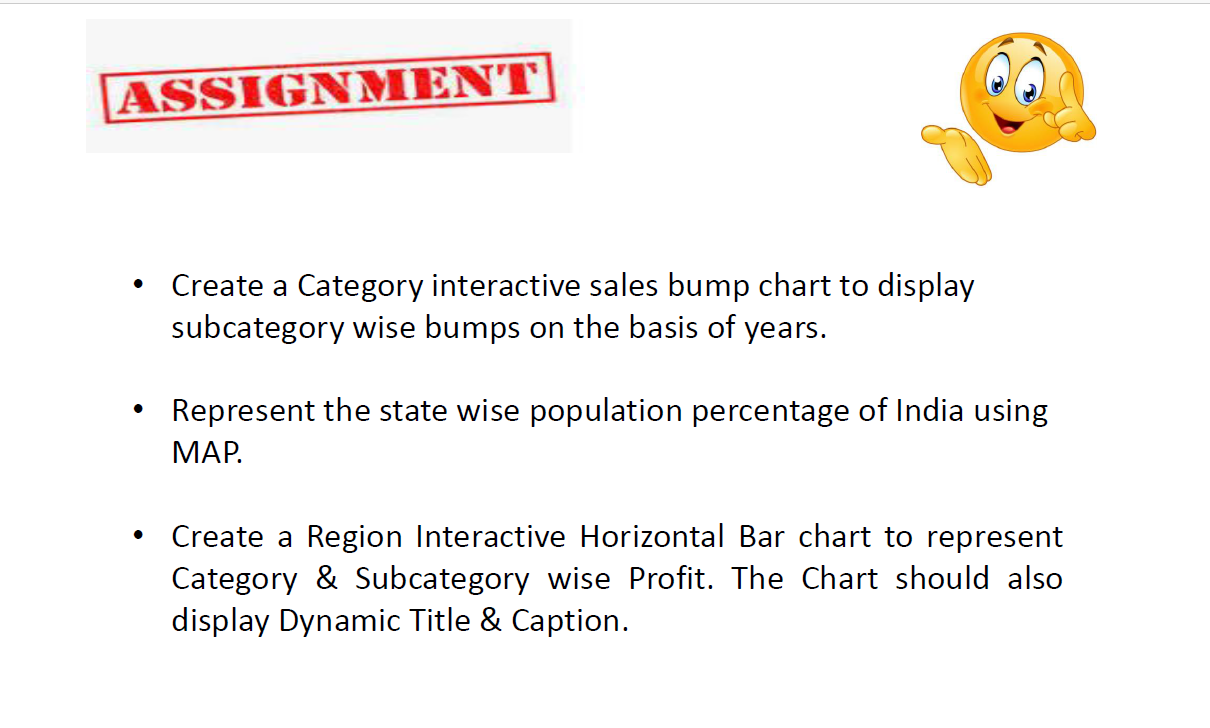 ASSIGNMENT
• Create a Category interactive sales bump chart to display
subcategory wise bumps on the basis of years.
• Represent the state wise population percentage of India using
MAP.
• Create a Region Interactive Horizontal Bar chart to represent
Category & Subcategory wise Profit. The Chart should also
display Dynamic Title & Caption.